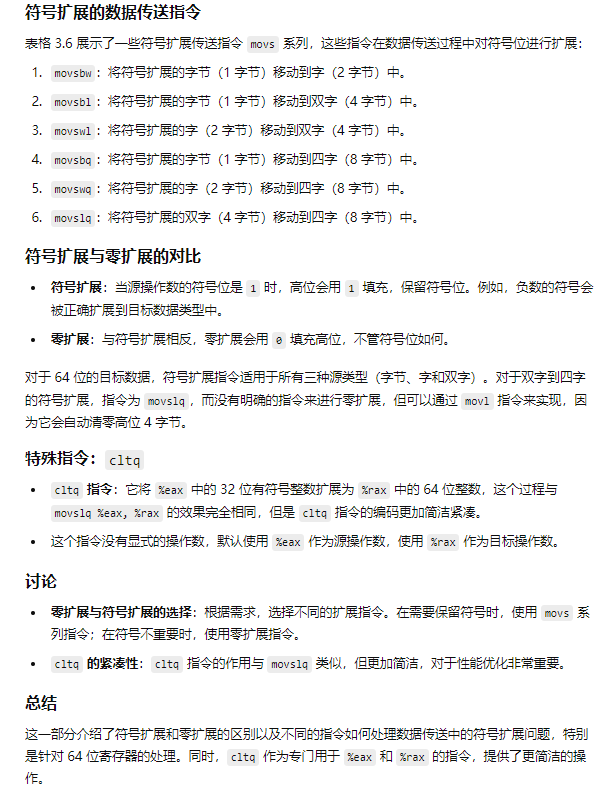 符号扩展的数据传送指令
表格 3.6 展示了一些符号扩展传送指令 movs 系列，这些指令在数据传送过程中对符号位进行扩展：
1. movsbw：将符号扩展的字节（1 字节）移动到字（2 字节）中。
2. movsbl：将符号扩展的字节（1 字节）移动到双字（4 字节）中。
3. movswl：将符号扩展的字（2 字节）移动到双字（4 字节）中。
4. movsbq：将符号扩展的字节（1 字节）移动到四字（8 字节）中。
5. movswq：将符号扩展的字（2 字节）移动到四字（8 字节）中。
6. movslq：将符号扩展的双字（4 字节）移动到四字（8 字节）中。
符号扩展与零扩展的对比
• 符号扩展：当源操作数的符号位是 1 时，高位会用 1 填充，保留符号位。例如，负数的符号会
被正确扩展到目标数据类型中。
• 零扩展：与符号扩展相反，零扩展会用 0 填充高位，不管符号位如何。
对于 64 位的目标数据，符号扩展指令适用于所有三种源类型（字节、字和双字）。对于双字到四字
的符号扩展，指令为 movslq，而没有明确的指令来进行零扩展，但可以通过 movl 指令来实现，因
为它会自动清零高位 4 字节。
特殊指令：cltq
• cltq 指令：它将 %eax 中的 32 位有符号整数扩展为 %rax 中的 64 位整数，这个过程与
movslq %eax, %rax 的效果完全相同，但是 cltq 指令的编码更加简洁紧凑。
• 这个指令没有显式的操作数，默认使用 %eax 作为源操作数，使用 %rax 作为目标操作数。
讨论
• 零扩展与符号扩展的选择：根据需求，选择不同的扩展指令。在需要保留符号时，使用 movs 系
列指令；在符号不重要时，使用零扩展指令。
• cltq 的紧凑性：cltq 指令的作用与 movslq 类似，但更加简洁，对于性能优化非常重要。
总结
这一部分介绍了符号扩展和零扩展的区别以及不同的指令如何处理数据传送中的符号扩展问题，特别
是针对 64 位寄存器的处理。同时，cltq 作为专门用于 %eax 和 %rax 的指令，提供了更简洁的操
作。